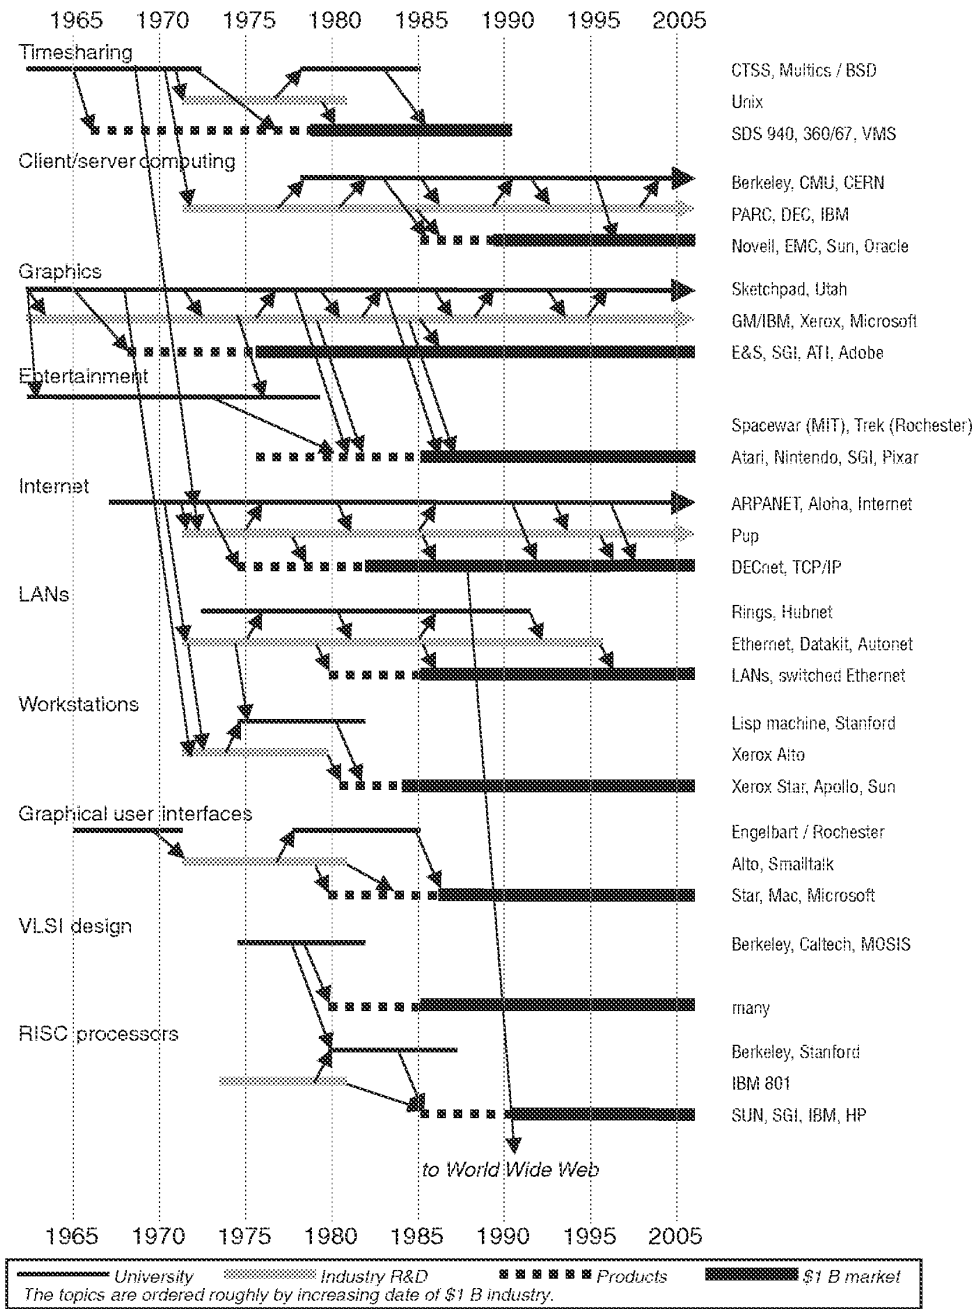 1965 1970 1975 1980 1985 1990 1995 2005
Timesharing
CTSS, Multics / BSD
Unix
SDS 940, 360/67, VMS
Client/server computing
Berkeley, CMU, CERN
PARC, DEC, IBM
Novell, EMC, Sun, Oracle
Graphics
Sketchpad, Utah
GM/IBM, Xerox, Microsoft
E&S, SGI, ATI, Adobe
Entertainment
Spacewar (MIT), Trek (Rochester)
Atari, Nintendo, SGI, Pixar
Internet
ARPANET, Aloha, Internet
Pup
DECnet, TCP/IP
LANs
Rings, Hubnet
Ethernet, Datakit, Autonet
LANs, switched Ethernet
Workstations
Lisp machine, Stanford
Xerox Alto
Xerox Star, Apollo, Sun
Graphical user interfaces
Engelbart / Rochester
Alto, Smalltalk
Star, Mac, Microsoft
VLSI design
Berkeley, Caltech, MOSIS
many
RISC processors
Berkeley, Stanford
IBM 801
SUN, SGI, IBM, HP
to World Wide Web
1965 1970 1975 1980 1985 1990 1995 2005
University Industry R&D Products $1 B market
The topics are ordered roughly by increasing date of $1 B industry.